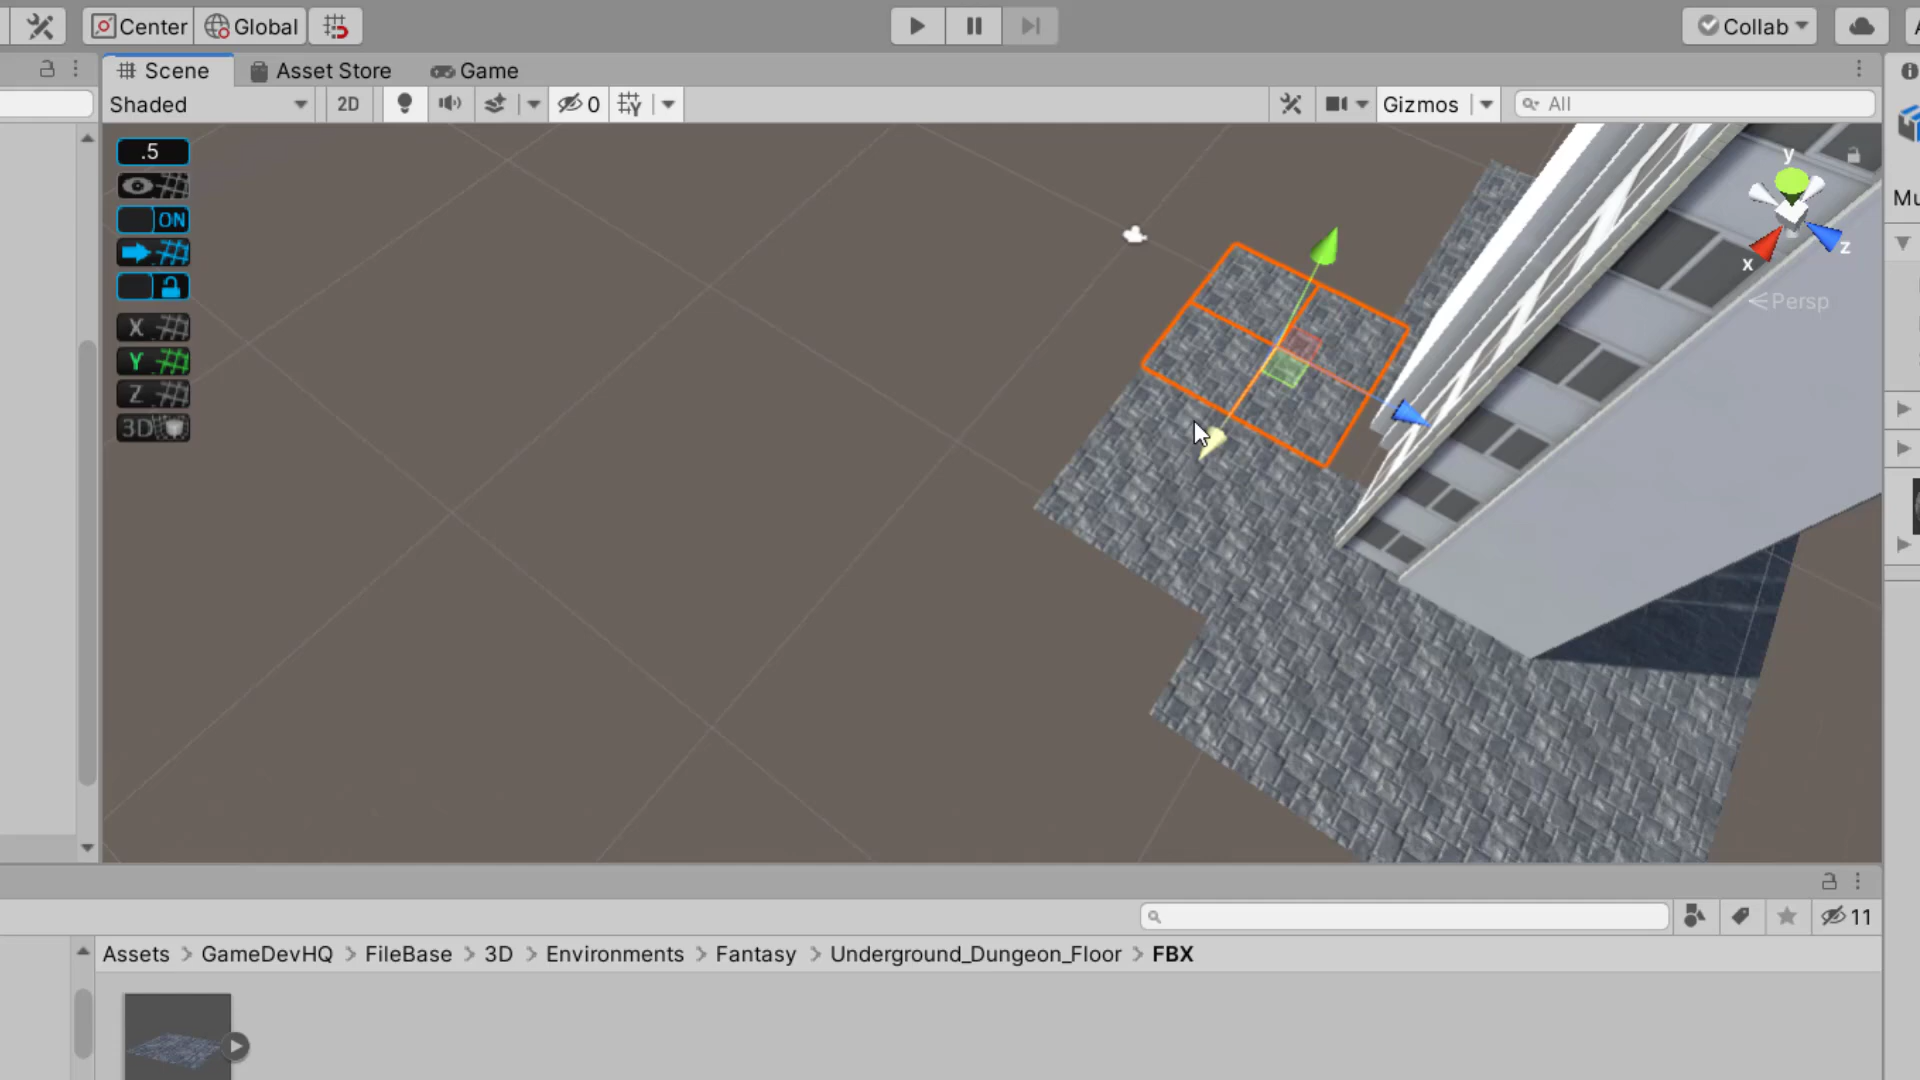 Center Global Collab
Scene Asset Store Game
Shaded 2D 0 Gizmos All
.5
ON
X
Y
Z
3D
y
x
z
Persp
Mu
11
Assets > GameDevHQ > FileBase > 3D > Environments > Fantasy > Underground_Dungeon_Floor > FBX